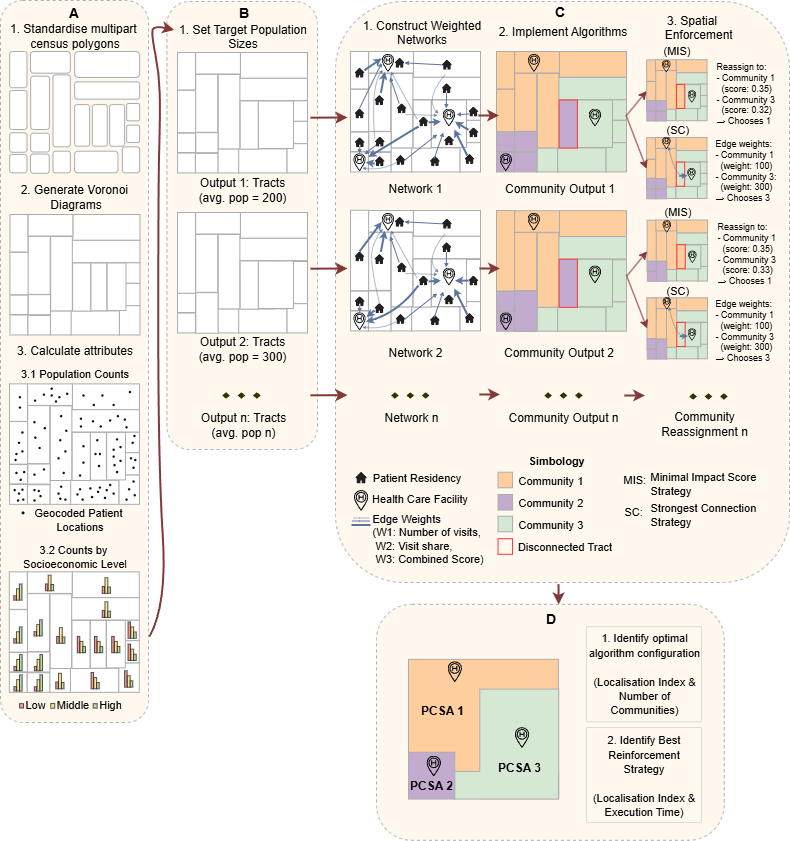 A
1. Standardise multipart
census polygons
2. Generate Voronoi
Diagrams
3. Calculate attributes
3.1 Population Counts
Geocoded Patient
Locations
3.2 Counts by
Socioeconomic Level
Low Middle High
B
1. Set Target Population
Sizes
Output 1: Tracts
(avg. pop = 200)
Output 2: Tracts
(avg. pop = 300)
Output n: Tracts
(avg. pop n)
C
1. Construct Weighted
Networks
Network 1
Network 2
Network n
2. Implement Algorithms
Community Output 1
Community Output 2
Community Output n
3. Spatial
Enforcement
(MIS)
Reassign to:
- Community 1
(score: 0.35)
- Community 3
(score: 0.32)
→ Chooses 1
(SC)
Edge weights:
- Community 1
(weight: 100)
- Community 3:
(weight: 300)
→ Chooses 3
(MIS)
Reassign to:
- Community 1
(score: 0.35)
- Community 3
(score: 0.33)
→ Chooses 1
(SC)
Edge weights:
- Community 1
(weight: 100)
- Community 3
(weight: 300)
→ Chooses 3
Community
Reassignment n
Patient Residency
Health Care Facility
Edge Weights
(W1: Number of visits,
W2: Visit share,
W3: Combined Score)
Simbology
Community 1
Community 2
Community 3
Disconnected Tract
MIS: Minimal Impact Score
Strategy
SC: Strongest Connection
Strategy
D
PCSA 1
PCSA 2
PCSA 3
1. Identify optimal
algorithm configuration
(Localisation Index &
Number of
Communities)
2. Identify Best
Reinforcement
Strategy
(Localisation Index &
Execution Time)